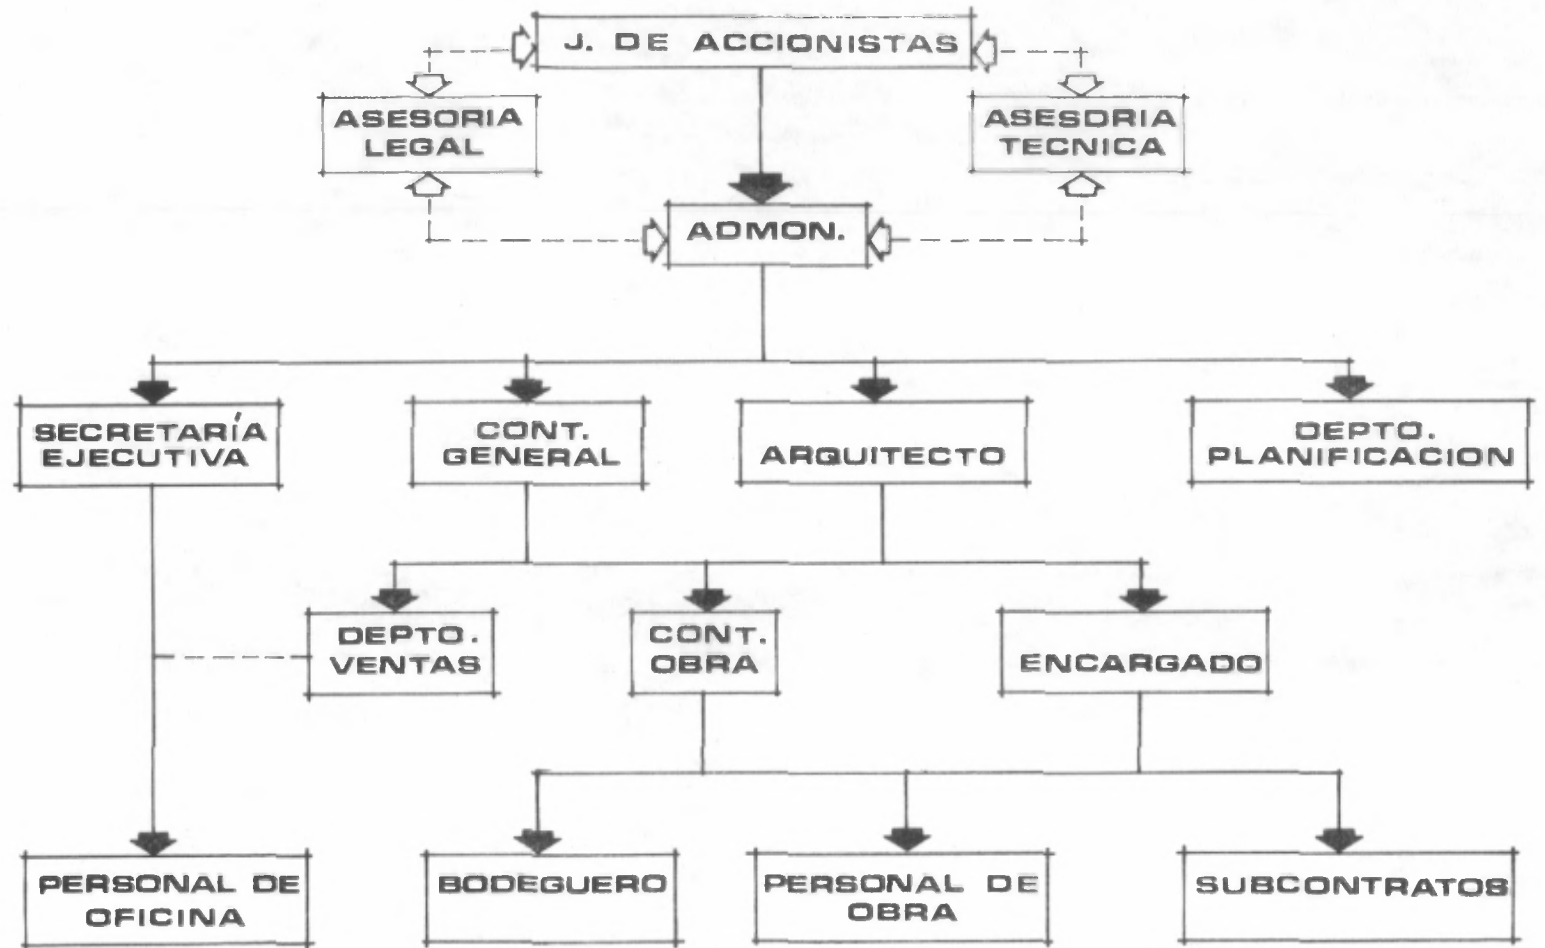 J. DE ACCIONISTAS
ASESORIA
LEGAL
ASESORIA
TECNICA
ADMON.
SECRETARÍA
EJECUTIVA
CONT.
GENERAL
ARQUITECTO
DEPTO.
PLANIFICACION
DEPTO.
VENTAS
CONT.
OBRA
ENCARGADO
PERSONAL DE
OFICINA
BODEGUERO
PERSONAL DE
OBRA
SUBCONTRATOS